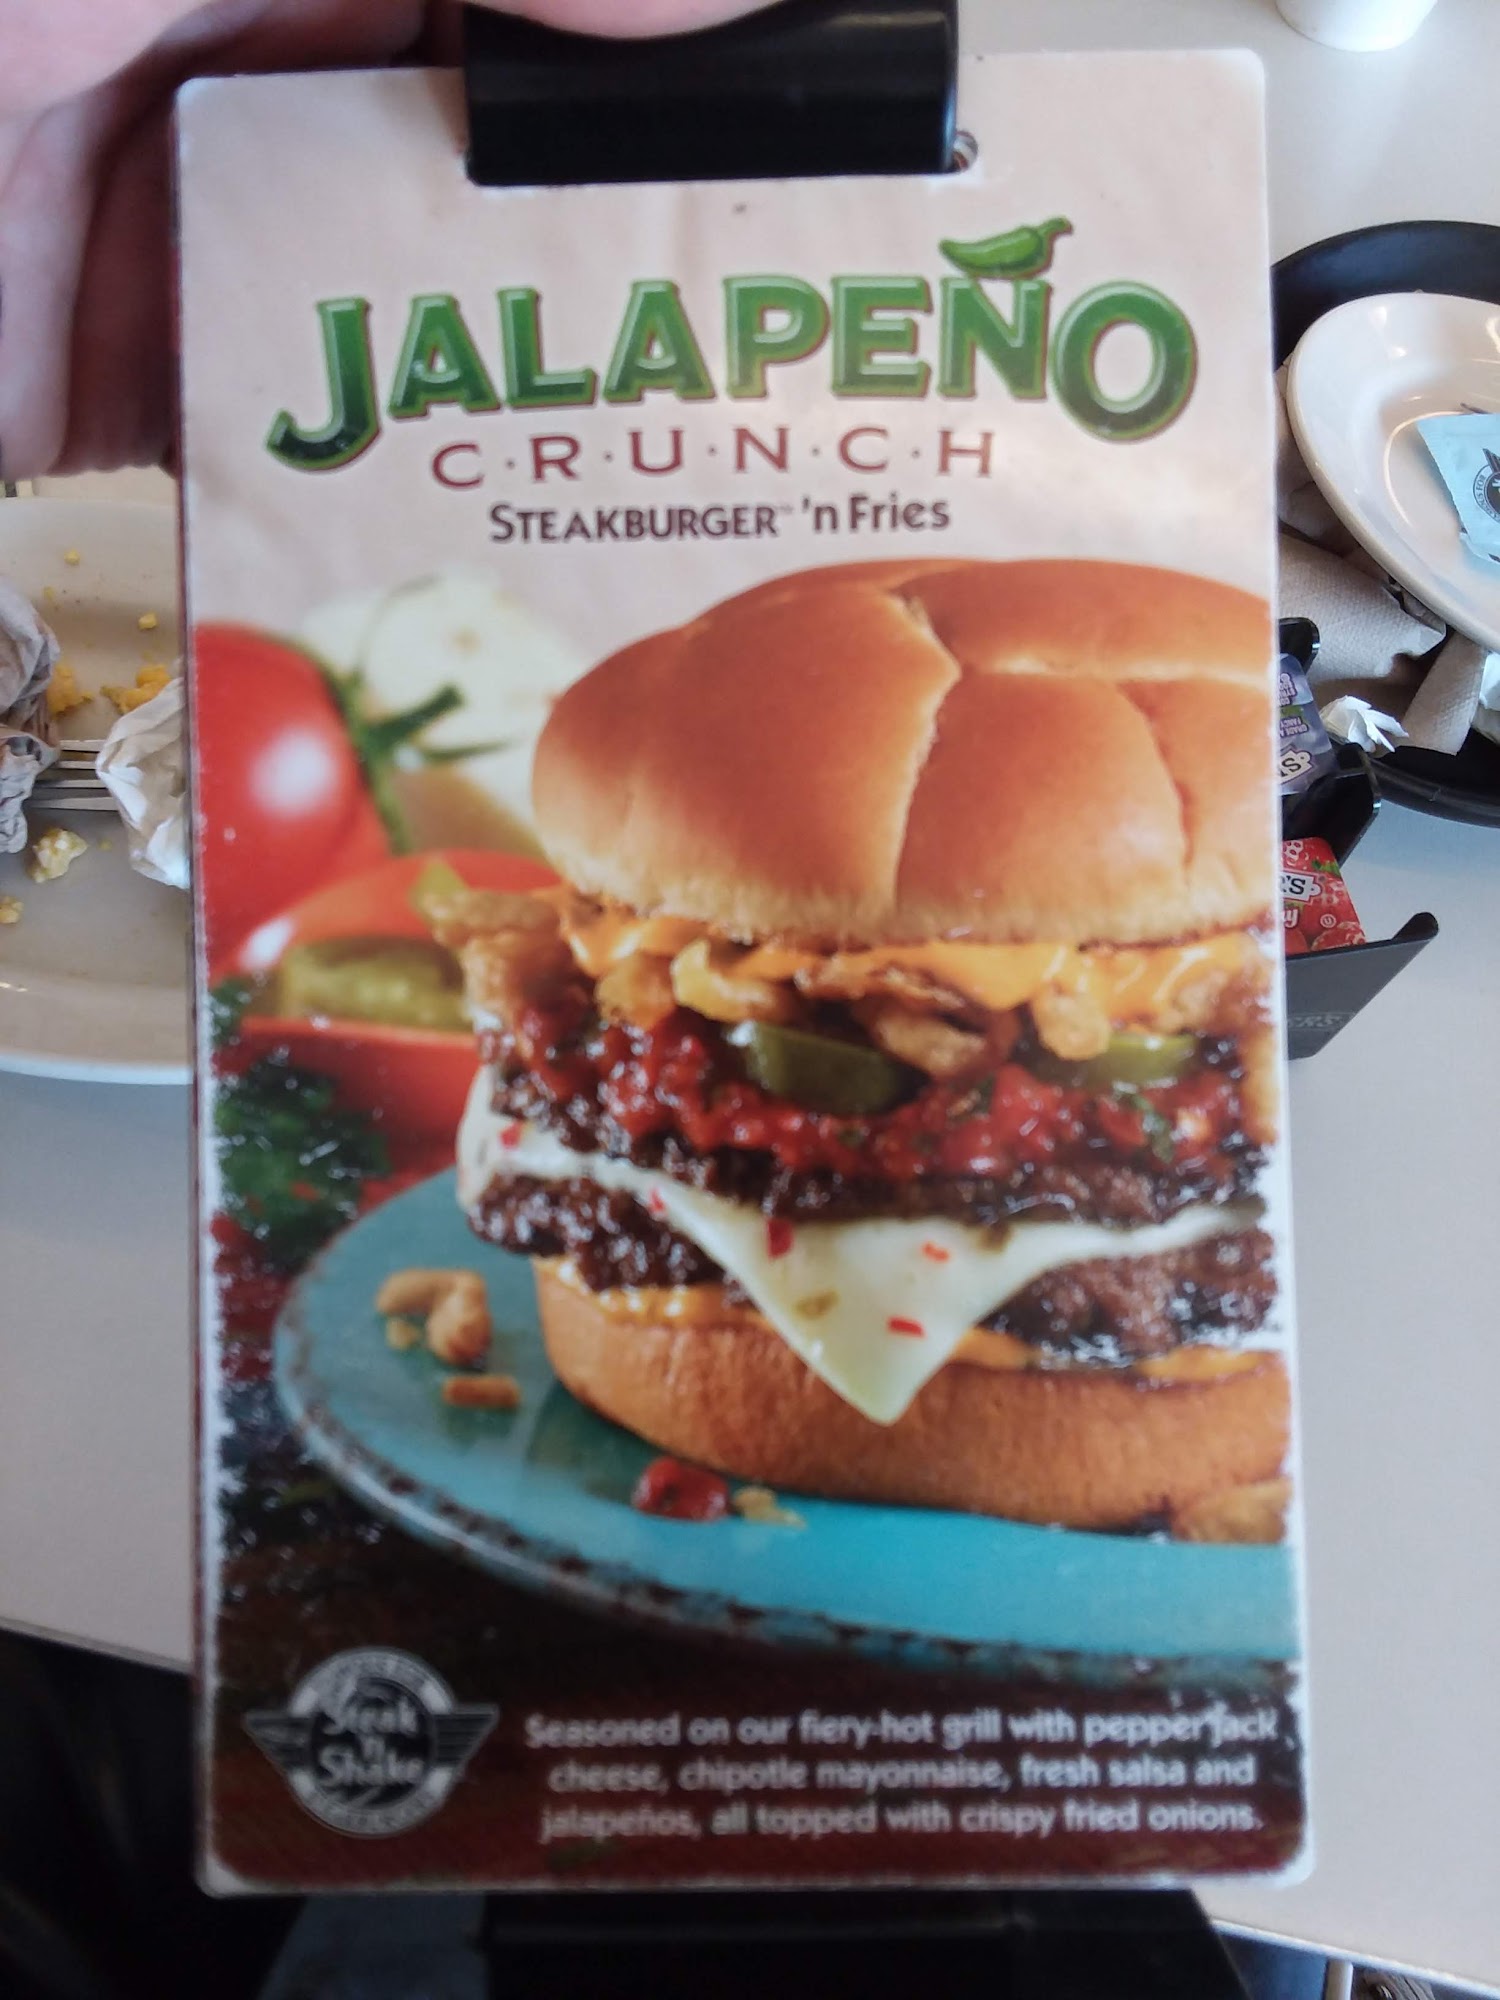 JALAPEÑO
C·R·U·N·C·H
STEAKBURGER™ 'n Fries
Steak
'n
Shake
Seasoned on our fiery-hot grill with pepperjack
cheese, chipotle mayonnaise, fresh salsa and
jalapeños, all topped with crispy fried onions.